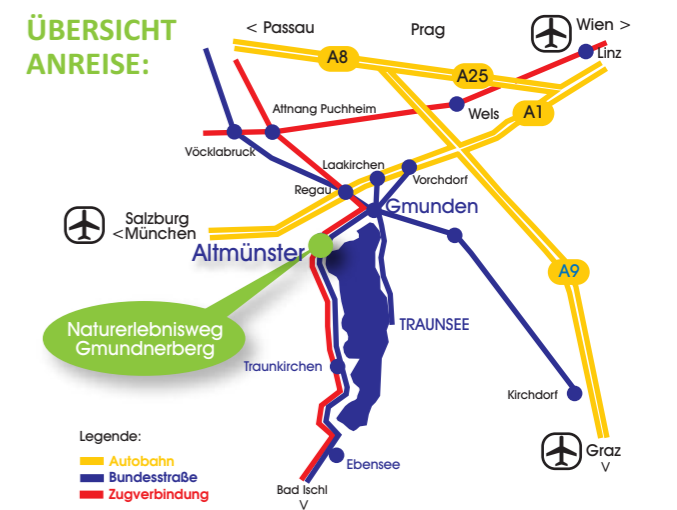 ÜBERSICHT
ANREISE:
< Passau
Prag
Wien >
Linz
A8
A25
A1
Attnang Puchheim
Wels
Vöcklabruck
Laakirchen
Vorchdorf
Regau
Gmunden
Salzburg
<München
Altmünster
A9
Naturerlebnisweg
Gmundnerberg
TRAUNSEE
Traunkirchen
Kirchdorf
Legende:
Autobahn
Bundesstraße
Zugverbindung
Ebensee
Graz
V
Bad Ischl
V